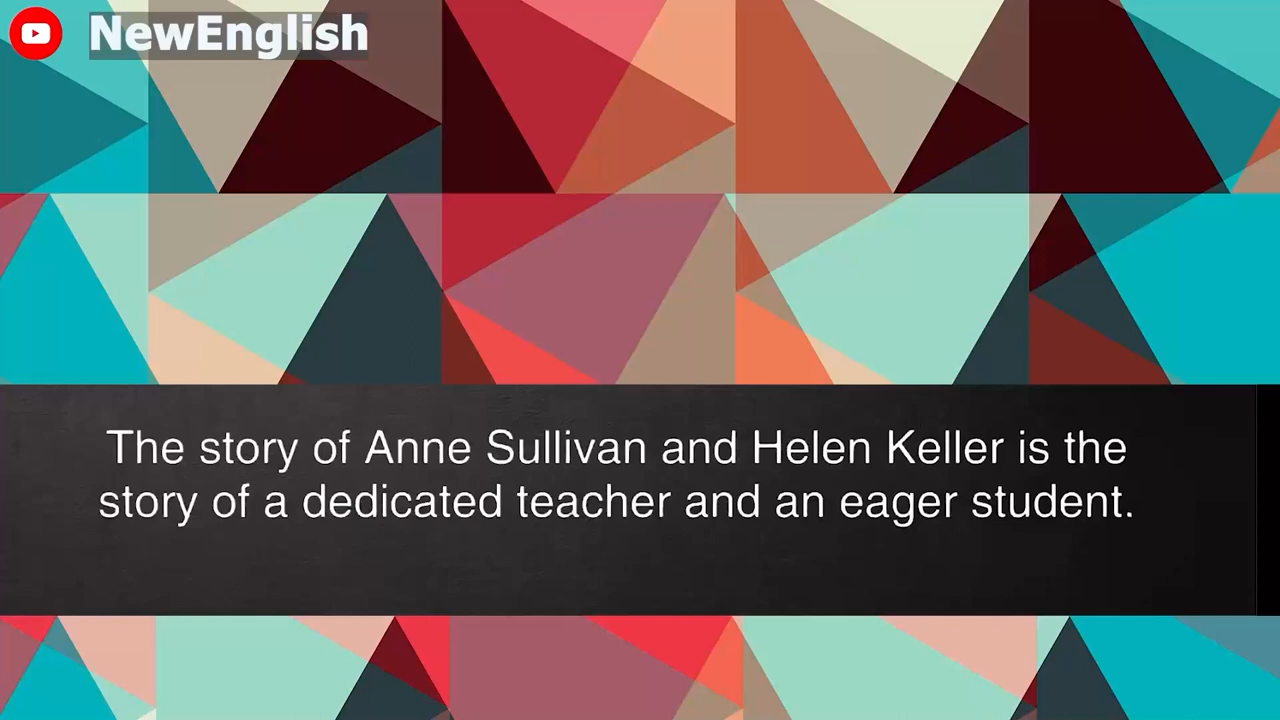 NewEnglish
The story of Anne Sullivan and Helen Keller is the
story of a dedicated teacher and an eager student.